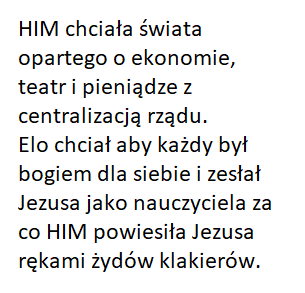 HIM chciała świata
opartego o ekonomie,
teatr i pieniądze z
centralizacją rządu.
Elo chciał aby każdy był
bogiem dla siebie i zesłał
Jezusa jako nauczyciela za
co HIM powiesiła Jezusa
rękami żydów klakierów.